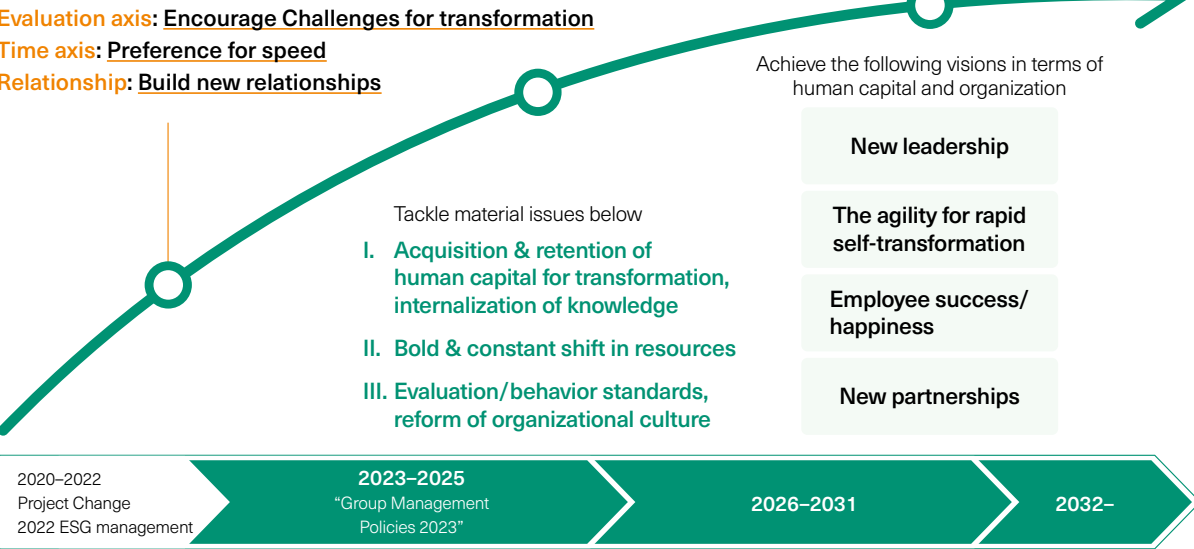 Evaluation axis: Encourage Challenges for transformation
Time axis: Preference for speed
Relationship: Build new relationships
Achieve the following visions in terms of
human capital and organization
New leadership
The agility for rapid
self-transformation
Employee success/
happiness
New partnerships
Tackle material issues below
I. Acquisition & retention of
human capital for transformation,
internalization of knowledge
II. Bold & constant shift in resources
III. Evaluation/behavior standards,
reform of organizational culture
2020–2022
Project Change
2022 ESG management
2023–2025
“Group Management
Policies 2023”
2026–2031
2032–